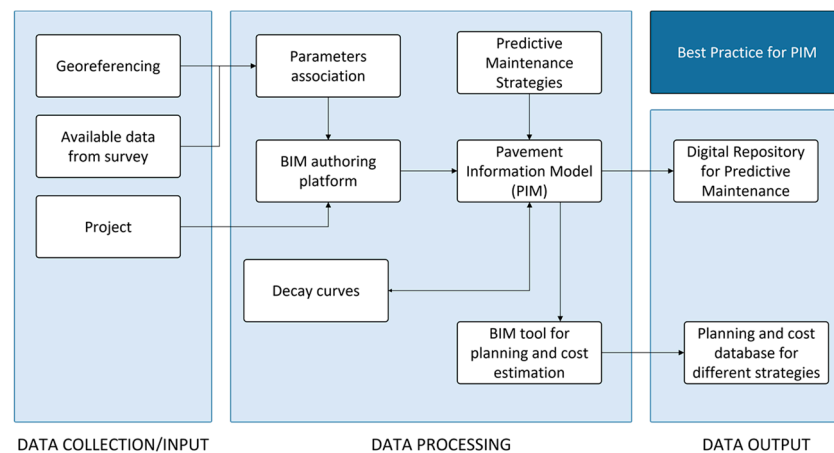 Georeferencing
Available data
from survey
Project
Parameters
association
BIM authoring
platform
Decay curves
Predictive
Maintenance
Strategies
Pavement
Information Model
(PIM)
BIM tool for
planning and cost
estimation
Best Practice for PIM
Digital Repository
for Predictive
Maintenance
Planning and cost
database for
different strategies
DATA COLLECTION/INPUT
DATA PROCESSING
DATA OUTPUT